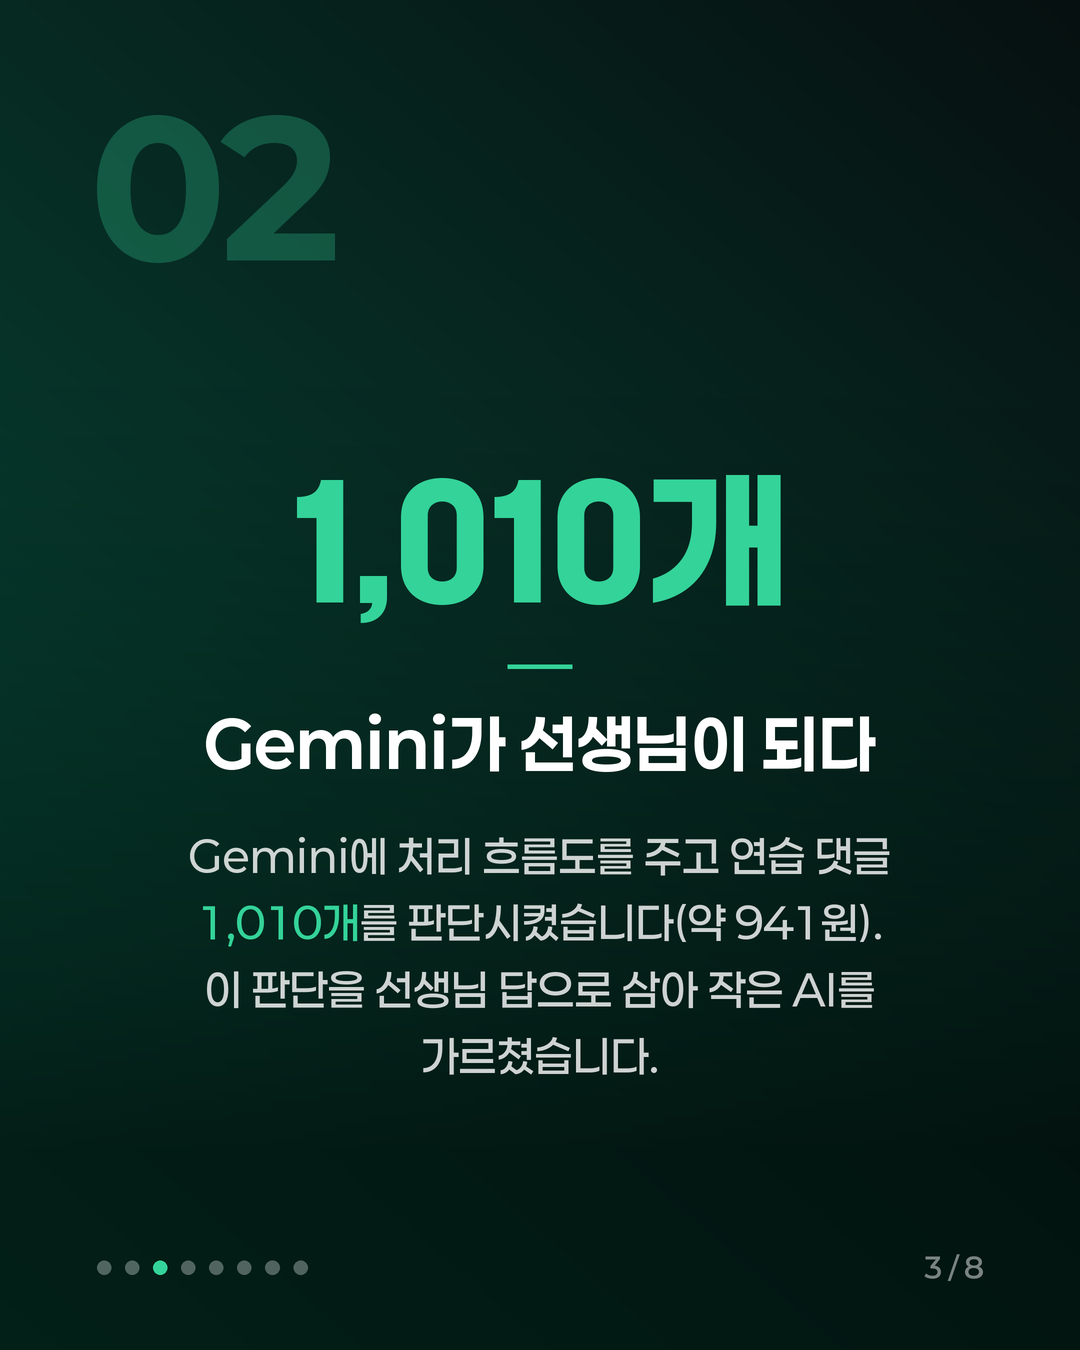 02
1,010개
Gemini가 선생님이 되다
Gemini에 처리 흐름도를 주고 연습 댓글
1,010개를 판단시켰습니다(약 941원).
이 판단을 선생님 답으로 삼아 작은 AI를
가르쳤습니다.
3/8